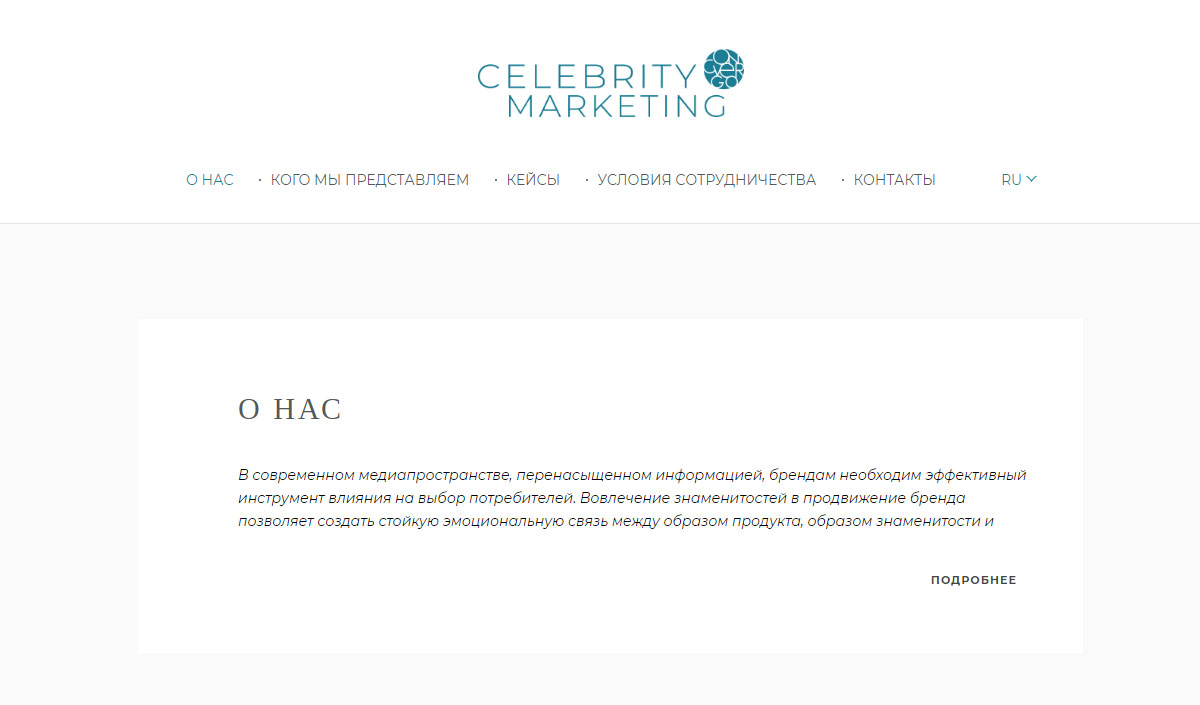 CELEBRITY
CONVERGO
MARKETING
О НАС · КОГО МЫ ПРЕДСТАВЛЯЕМ · КЕЙСЫ · УСЛОВИЯ СОТРУДНИЧЕСТВА · КОНТАКТЫ RU
О НАС
В современном медиапространстве, перенасыщенном информацией, брендам необходим эффективный
инструмент влияния на выбор потребителей. Вовлечение знаменитостей в продвижение бренда
позволяет создать стойкую эмоциональную связь между образом продукта, образом знаменитости и
ПОДРОБНЕЕ